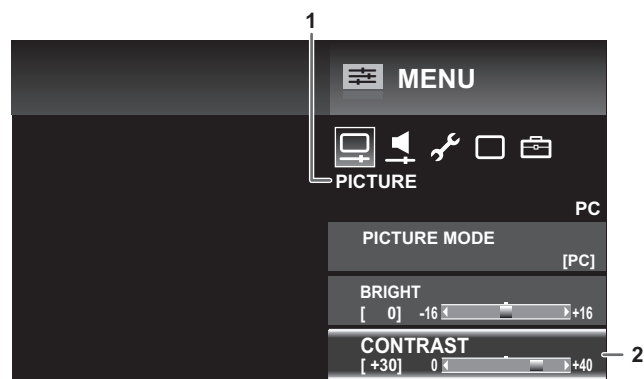 1
MENU
PICTURE
PC
PICTURE MODE
[PC]
BRIGHT
[ 0] -16 +16
CONTRAST
[ +30] 0 +40
2